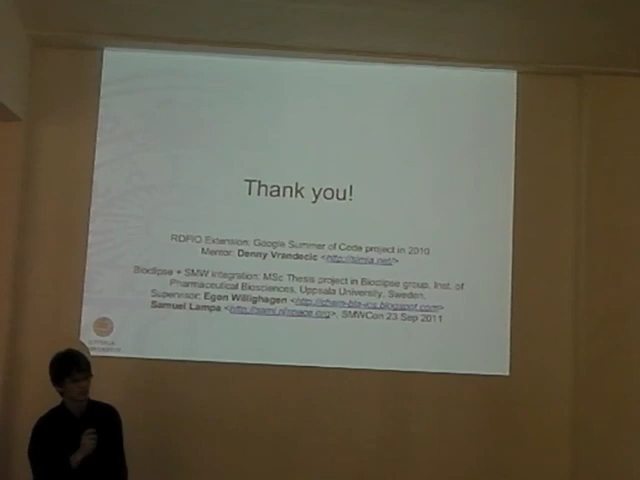 Thank you!
RDFIO Extension: Google Summer of Code project in 2010
Mentor: Denny Vrandecic <http://simia.net/>
Bioclipse + SMW Integration: MSc Thesis project in Bioclipse group, Inst. of
Pharmaceutical Biosciences, Uppsala University, Sweden.
Supervisor: Egon Willighagen <http://chem-bla-ics.blogspot.com>
Samuel Lampa <http://saml.rilspace.org>, SMWCon 23 Sep 2011
UPPSALA
UNIVERSITET